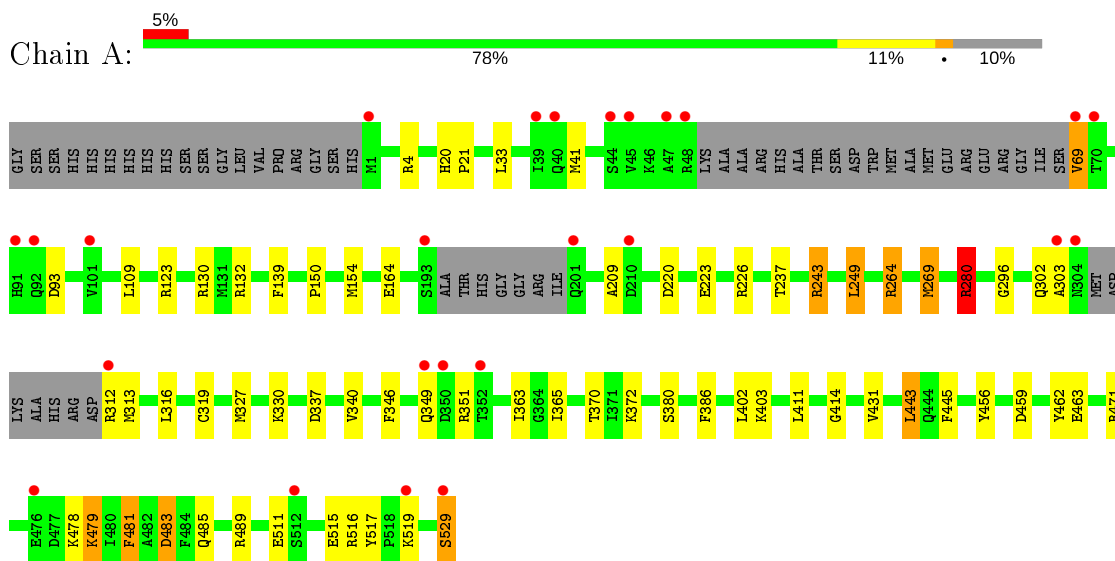 5%
Chain A:
78% 11% • 10%
GLY SER SER HIS HIS HIS HIS HIS HIS SER SER GLY LEU VAL PRO ARG GLY SER HIS M1 R4 H20 P21 L33 I39 Q40 M41 S44 V45 K46 A47 R48 LYS ALA ALA ARG HIS ALA THR SER ASP TRP MET ALA MET MET GLU ARG GLU ARG GLY ILE SER V69 T70
H91 Q92 D93 V101 L109 R123 R130 M131 R132 F139 P150 M154 E164 S193 ALA THR HIS GLY GLY ARG ILE Q201 A209 D210 D220 E223 R226 T237 R243 L249 R264 M269 R280 G296 Q302 A303 N304 MET ASP
LYS ALA HIS ARG ASP R312 M313 L316 C319 M327 K330 D337 V340 F346 Q349 D350 R351 T352 I363 G364 I365 T370 I371 K372 S380 F386 L402 K403 L411 G414 V431 L443 Q444 F445 Y456 D459 Y462 E463 R471
E476 D477 K478 K479 I480 F481 A482 D483 F484 Q485 R489 E511 S512 E515 R516 Y517 P518 K519 S529